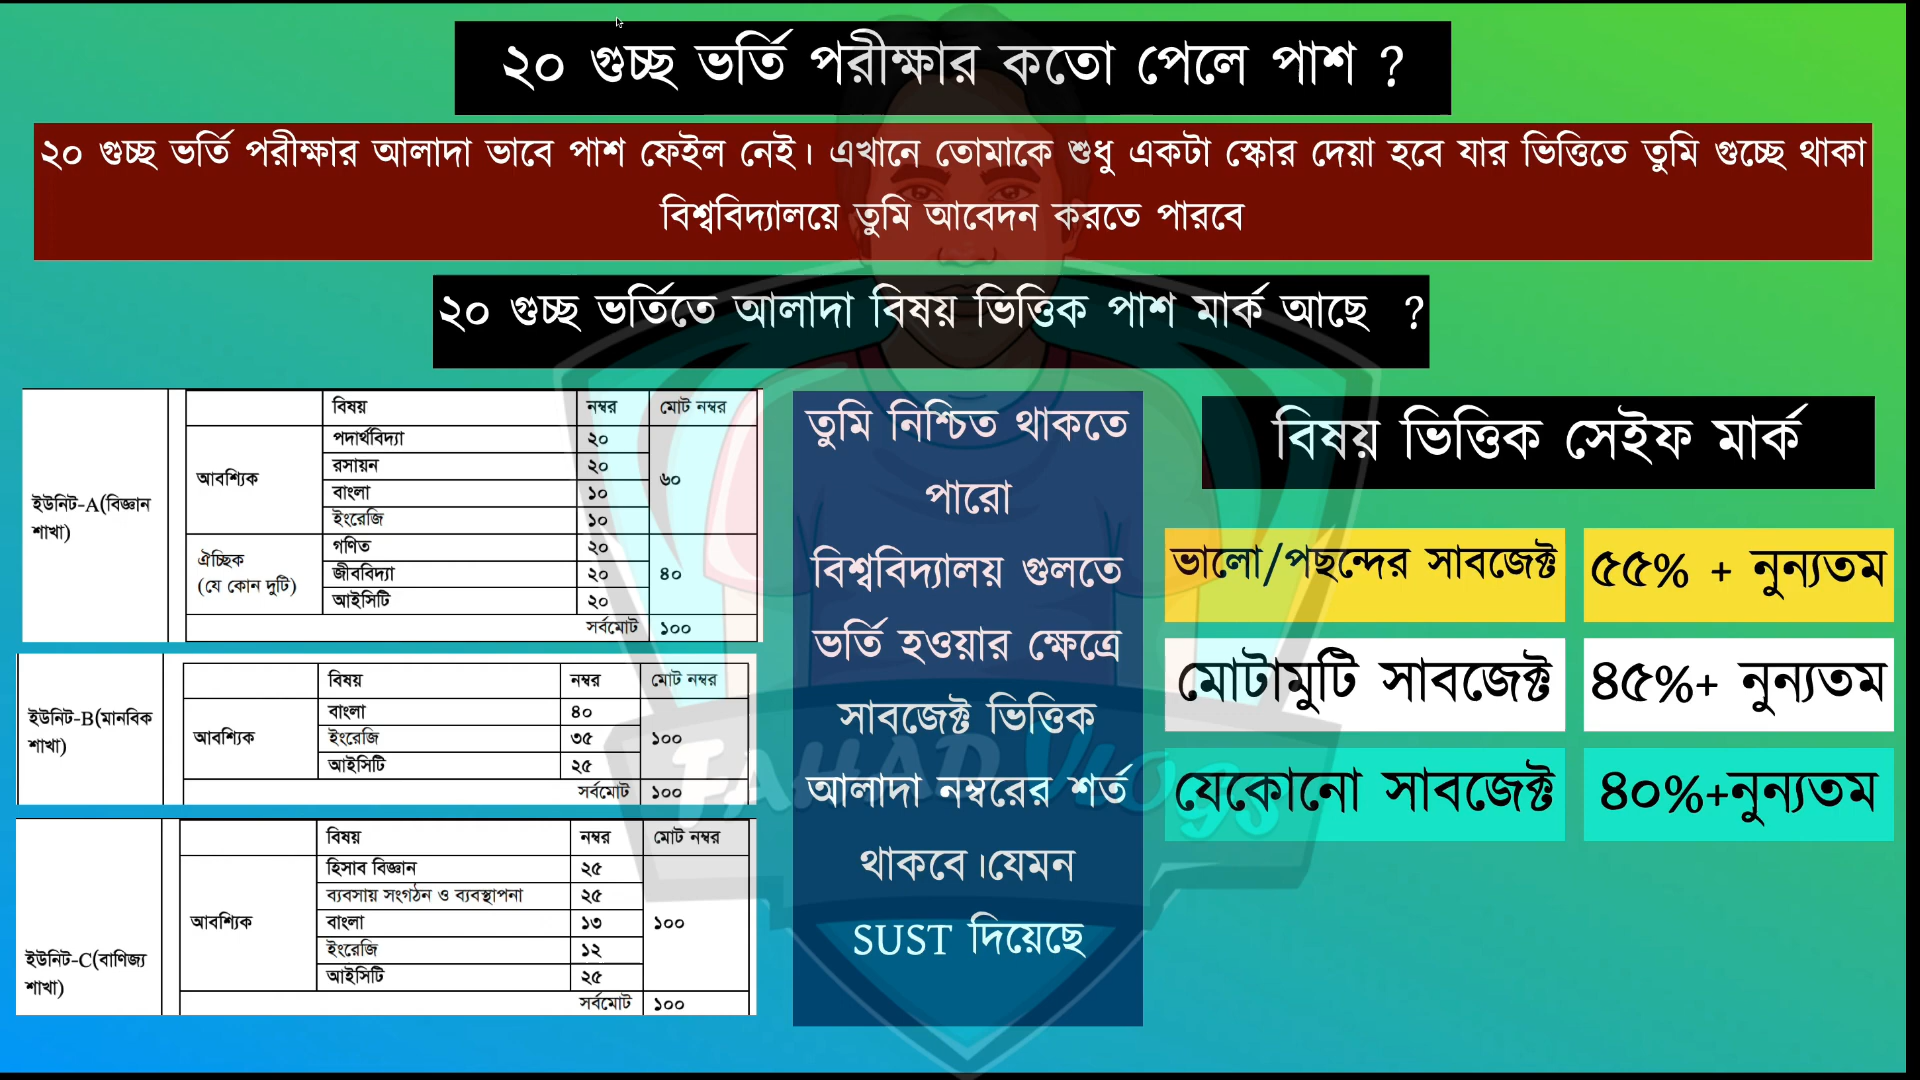 ২০ গুচ্ছ ভর্তি পরীক্ষার কতো পেলে পাশ ?
২০ গুচ্ছ ভর্তি পরীক্ষার আলাদা ভাবে পাশ ফেইল নেই। এখানে তোমাকে শুধু একটা স্কোর দেয়া হবে যার ভিত্তিতে তুমি গুচ্ছে থাকা
বিশ্ববিদ্যালয়ে তুমি আবেদন করতে পারবে
২০ গুচ্ছ ভর্তিতে আলাদা বিষয় ভিত্তিক পাশ মার্ক আছে ?
বিষয় নম্বর মোট নম্বর
ইউনিট-A(বিজ্ঞান
শাখা)
আবশ্যিক
পদার্থবিদ্যা ২০
রসায়ন ২০
বাংলা ১০
ইংরেজি ১০
৬০
ঐচ্ছিক
(যে কোন দুটি)
গণিত ২০
জীববিদ্যা ২০
আইসিটি ২০
৪০
সর্বমোট ১০০
বিষয় নম্বর মোট নম্বর
ইউনিট-B(মানবিক
শাখা)
আবশ্যিক
বাংলা ৪০
ইংরেজি ৩৫
আইসিটি ২৫
১০০
সর্বমোট ১০০
বিষয় নম্বর মোট নম্বর
ইউনিট-C(বাণিজ্য
শাখা)
আবশ্যিক
হিসাব বিজ্ঞান ২৫
ব্যবসায় সংগঠন ও ব্যবস্থাপনা ২৫
বাংলা ১৩
ইংরেজি ১২
আইসিটি ২৫
১০০
সর্বমোট ১০০
তুমি নিশ্চিত থাকতে
পারো
বিশ্ববিদ্যালয় গুলতে
ভর্তি হওয়ার ক্ষেত্রে
সাবজেক্ট ভিত্তিক
আলাদা নম্বরের শর্ত
থাকবে।যেমন
SUST দিয়েছে
বিষয় ভিত্তিক সেইফ মার্ক
ভালো/পছন্দের সাবজেক্ট ৫৫% + নুন্যতম
মোটামুটি সাবজেক্ট ৪৫%+ নুন্যতম
যেকোনো সাবজেক্ট ৪০%+নুন্যতম
TAHAD Vlogs